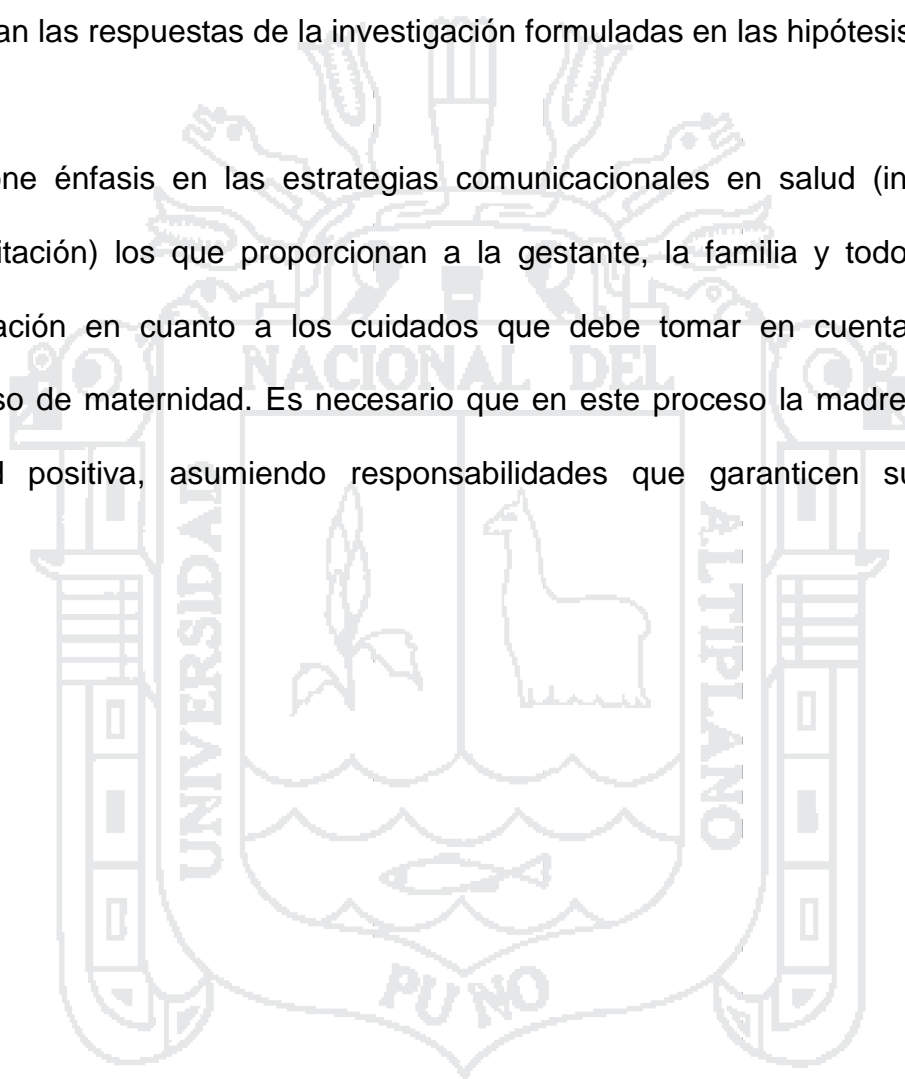 an las respuestas de la investigación formuladas en las hipótesis
ne énfasis en las estrategias comunicacionales en salud (in
itación) los que proporcionan a la gestante, la familia y todo
ación en cuanto a los cuidados que debe tomar en cuenta
so de maternidad. Es necesario que en este proceso la madre
d positiva, asumiendo responsabilidades que garanticen su
NACIONAL DEL
UNIVERSIDAD
ALTIPLANO
PUNO